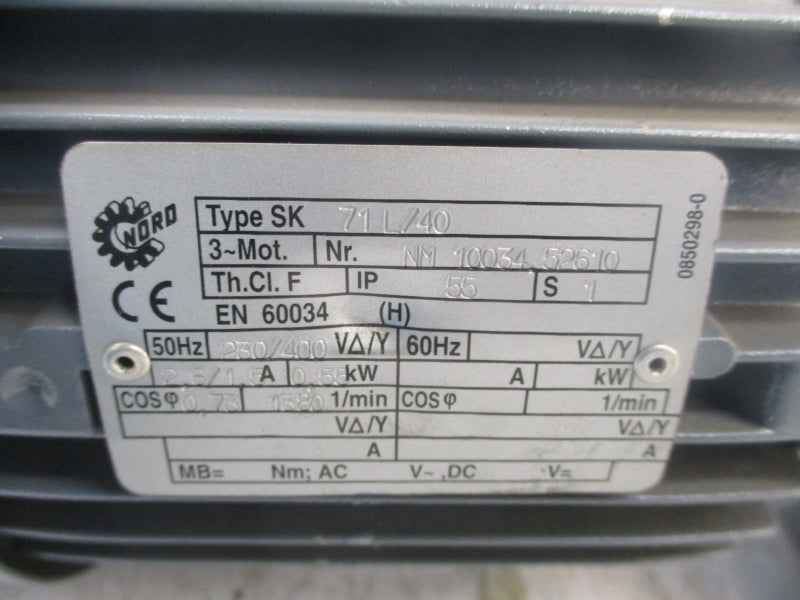 NORD
Type SK 71 L/40
3~Mot. Nr. NM 10034 52610
Th.Cl. F IP 55 S 1
CE EN 60034 (H)
50Hz 230/400 VΔ/Y 60Hz VΔ/Y
A 0,55 kW A kW
COSφ 0,73 1380 1/min COSφ 1/min
VΔ/Y VΔ/Y
A A
MB= Nm; AC V~ ,DC V=
0850298-0